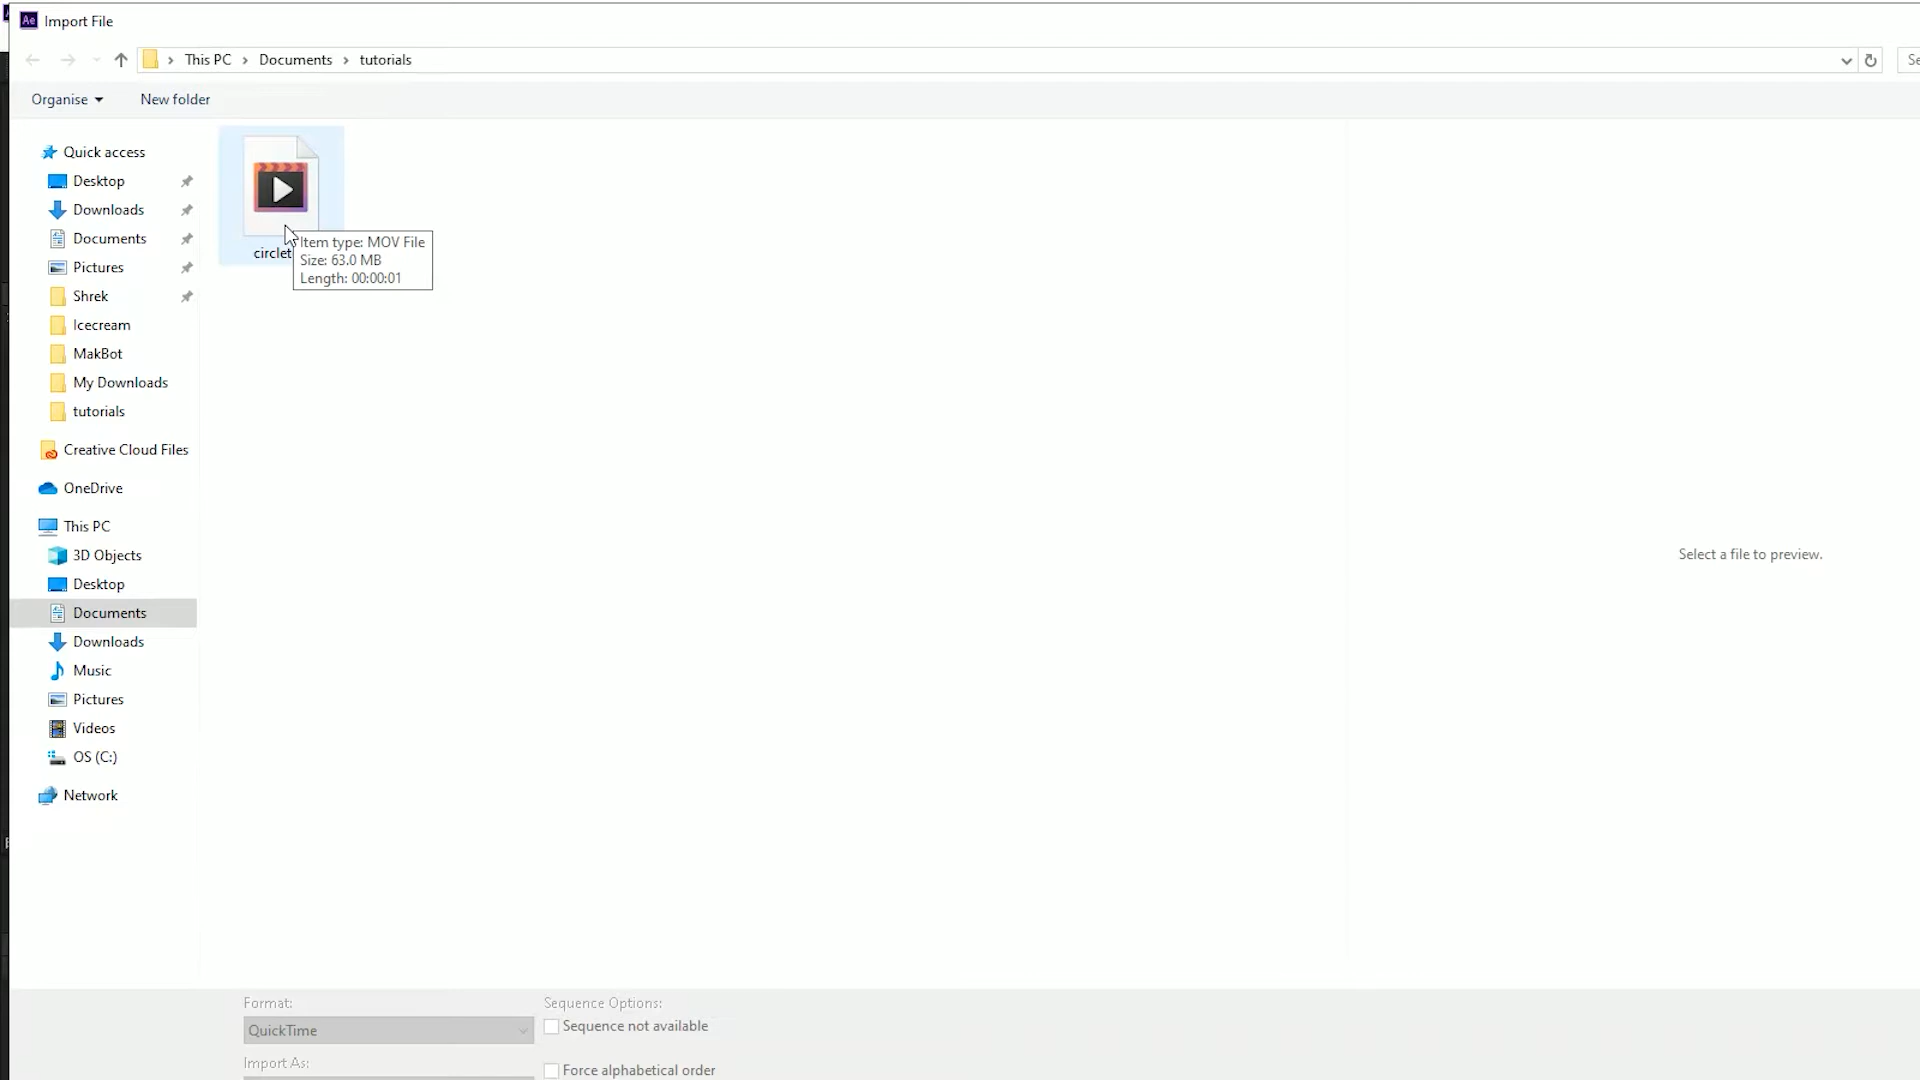 Ae Import File
This PC › Documents › tutorials
Se
Organise
New folder
Quick access
Desktop
Downloads
Documents
Pictures
Shrek
Icecream
MakBot
My Downloads
tutorials
Creative Cloud Files
OneDrive
This PC
3D Objects
Desktop
Documents
Downloads
Music
Pictures
Videos
OS (C:)
Network
circlet
Item type: MOV File
Size: 63.0 MB
Length: 00:00:01
Select a file to preview.
Format:
QuickTime
Import As:
Sequence Options:
Sequence not available
Force alphabetical order